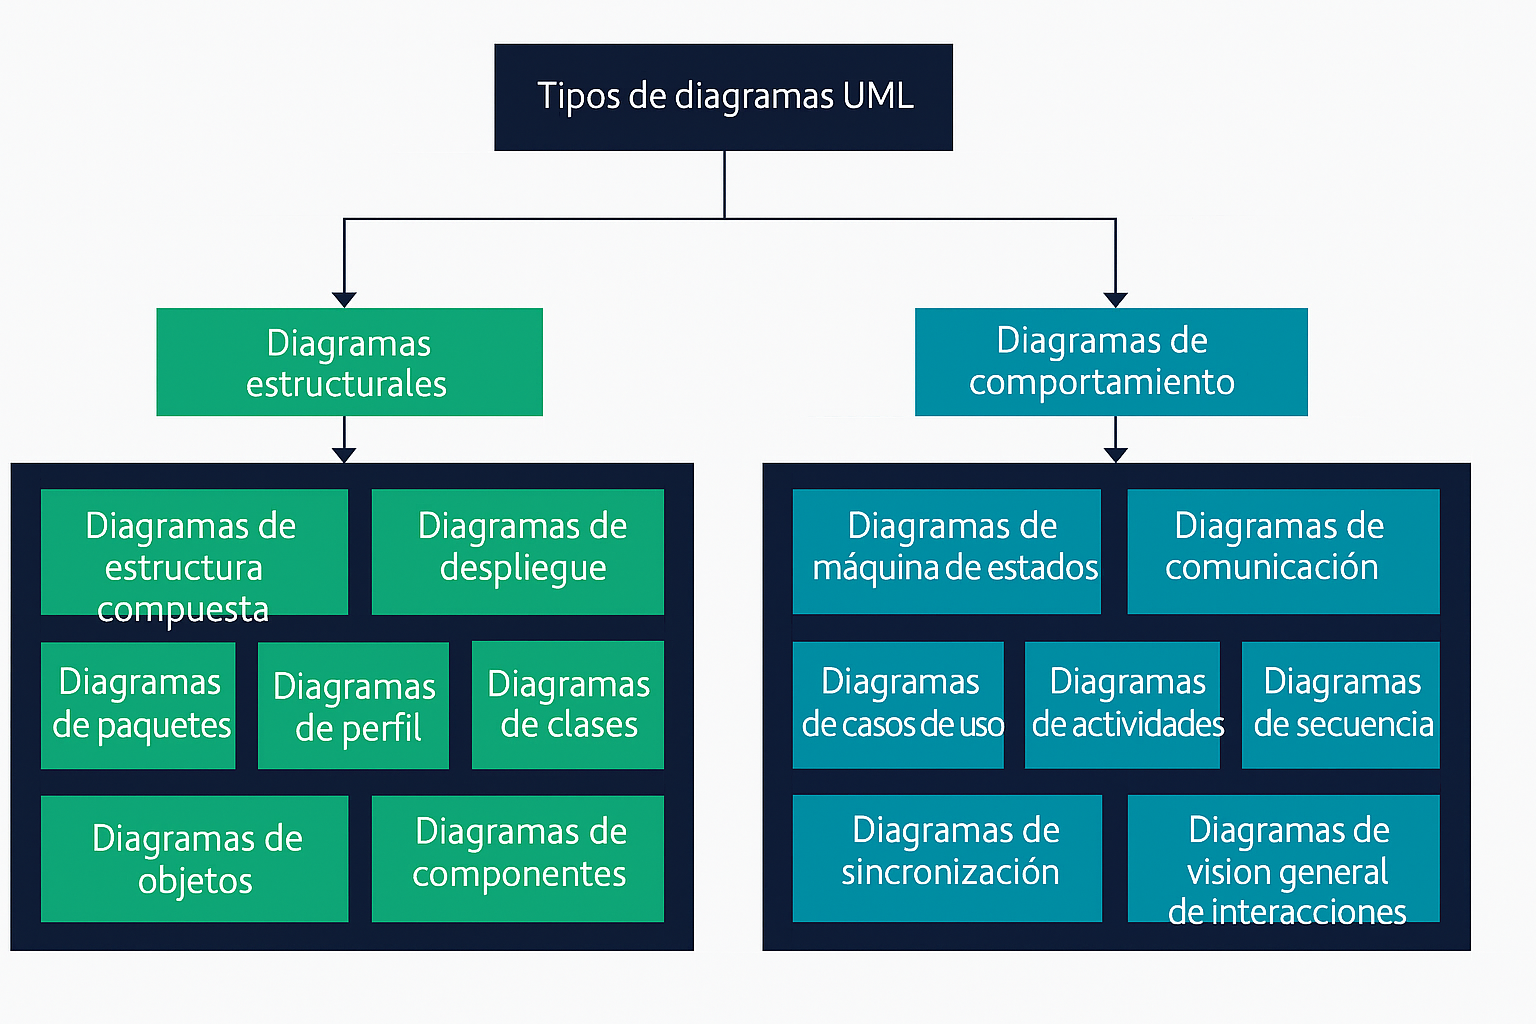 Tipos de diagramas UML
Diagramas
estructurales
Diagramas de
comportamiento
Diagramas de
estructura
compuesta
Diagramas de
despliegue
Diagramas
de paquetes
Diagramas
de perfil
Diagramas
de clases
Diagramas de
objetos
Diagramas de
componentes
Diagramas de
máquina de estados
Diagramas de
comunicación
Diagramas
de casos de uso
Diagramas
de actividades
Diagramas
de secuencia
Diagramas de
sincronización
Diagramas de
vision general
de interacciones